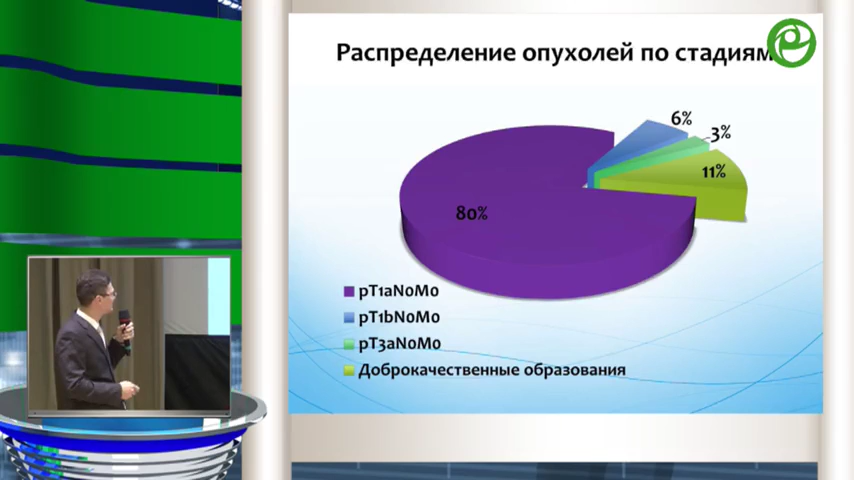 Распределение опухолей по стадиям
6%
3%
11%
80%
pT1aN0M0
pT1bN0M0
pT3aN0M0
Доброкачественные образования